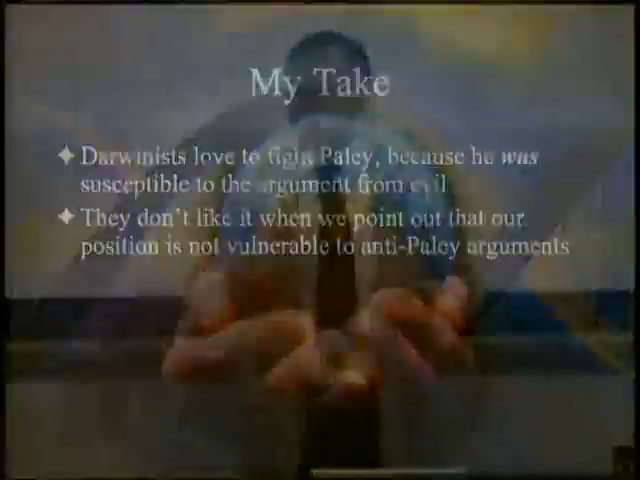 My Take
Darwinists love to fight Paley, because he was
susceptible to the argument from evil
They don't like it when we point out that our
position is not vulnerable to anti-Paley arguments